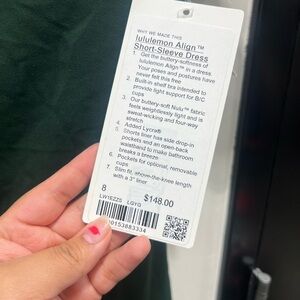 WHY WE MADE THIS
lululemon Align™
Short-Sleeve Dress
1. Get the buttery-softness of
lululemon Align™ in a dress
Your poses and postures have
never felt this free
2. Built-in shelf bra intended to
provide light support for B/C
cups
3. Our buttery-soft Nulu™ fabric
feels weightlessly light and is
sweat-wicking and four-way
stretch
4. Added Lycra®
5. Shorts liner has side drop-in
pockets and an open-back
waistband to make bathroom
breaks a breeze
6. Pockets for optional, removable
cups
7. Slim fit, above-the-knee length
with a 3" liner
8 $148.00
LW1EZZS